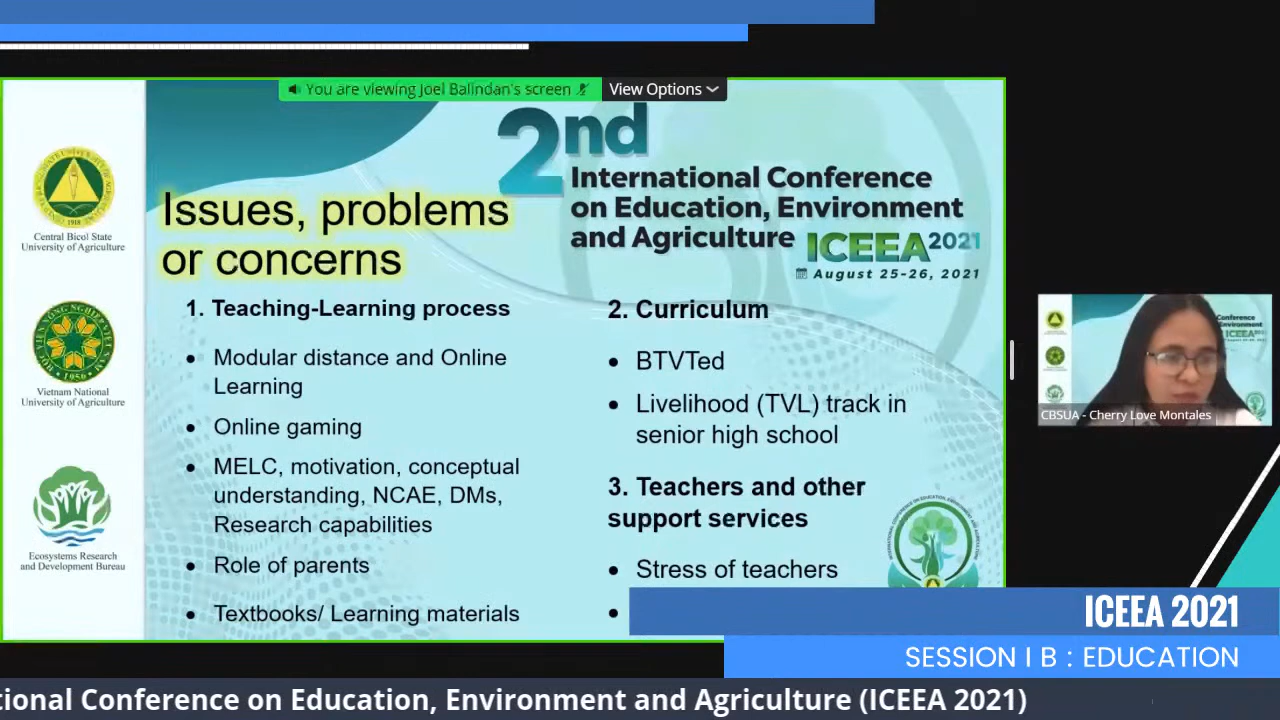 You are viewing Joel Balindan's screen
View Options
2nd
International Conference
on Education, Environment
and Agriculture ICEEA 2021
August 25-26, 2021
Central Bicol State
University of Agriculture
Vietnam National
University of Agriculture
Ecosystems Research
and Development Bureau
Issues, problems
or concerns
1. Teaching-Learning process
• Modular distance and Online
Learning
• Online gaming
• MELC, motivation, conceptual
understanding, NCAE, DMs,
Research capabilities
• Role of parents
• Textbooks/ Learning materials
2. Curriculum
• BTVTed
• Livelihood (TVL) track in
senior high school
3. Teachers and other
support services
• Stress of teachers
•
CBSUA - Cherry Love Montales
ICEEA 2021
SESSION I B : EDUCATION
tional Conference on Education, Environment and Agriculture (ICEEA 2021)